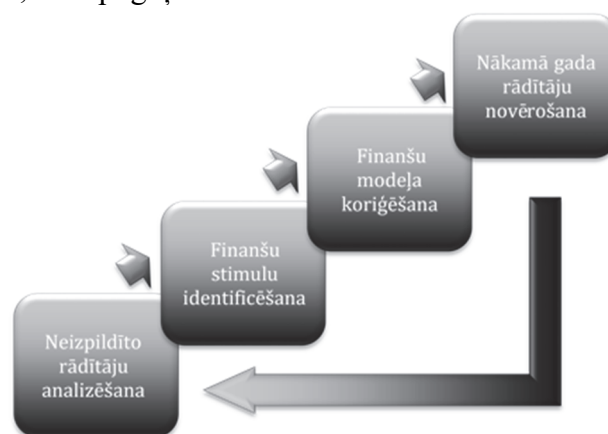 Nākamā gada
rādītāju
novērošana
Finanšu
modeļa
koriģēšana
Finanšu
stimulu
identificēšana
Neizpildīto
rādītāju
analizēšana